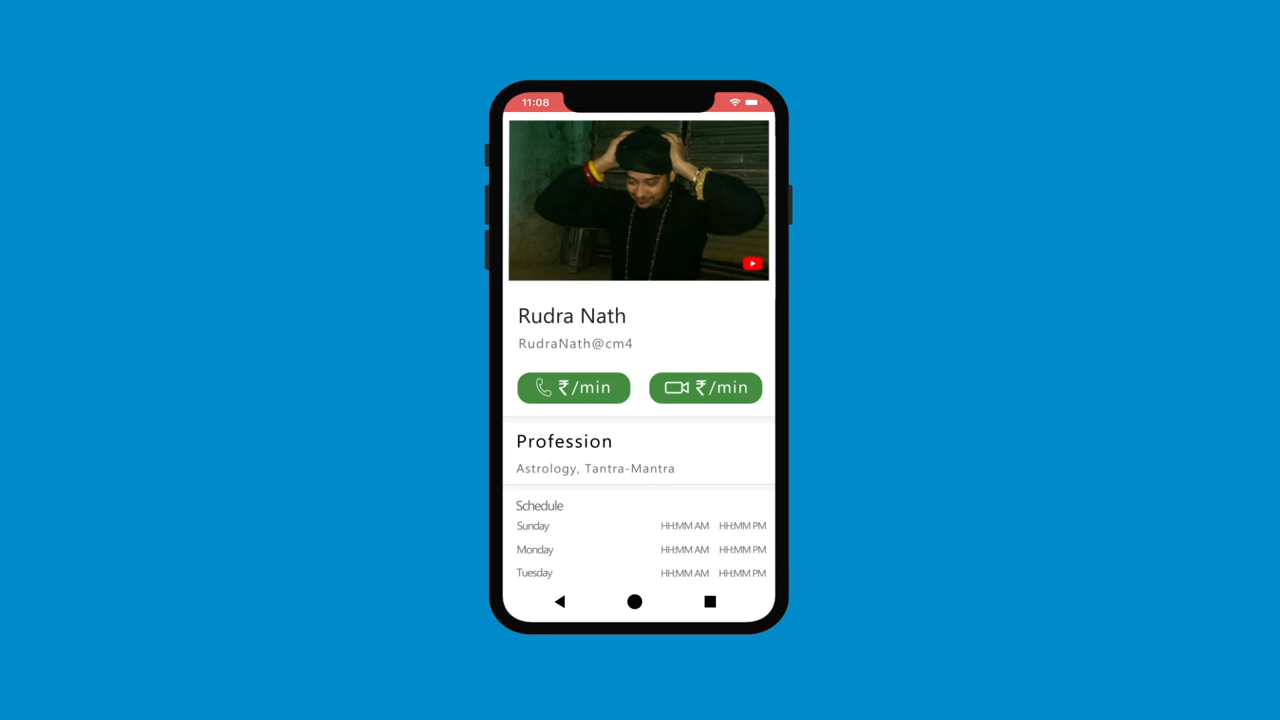 11:08
Rudra Nath
RudraNath@cm4
₹/min ₹/min
Profession
Astrology, Tantra-Mantra
Schedule
Sunday HH:MM AM HH:MM PM
Monday HH:MM AM HH:MM PM
Tuesday HH:MM AM HH:MM PM